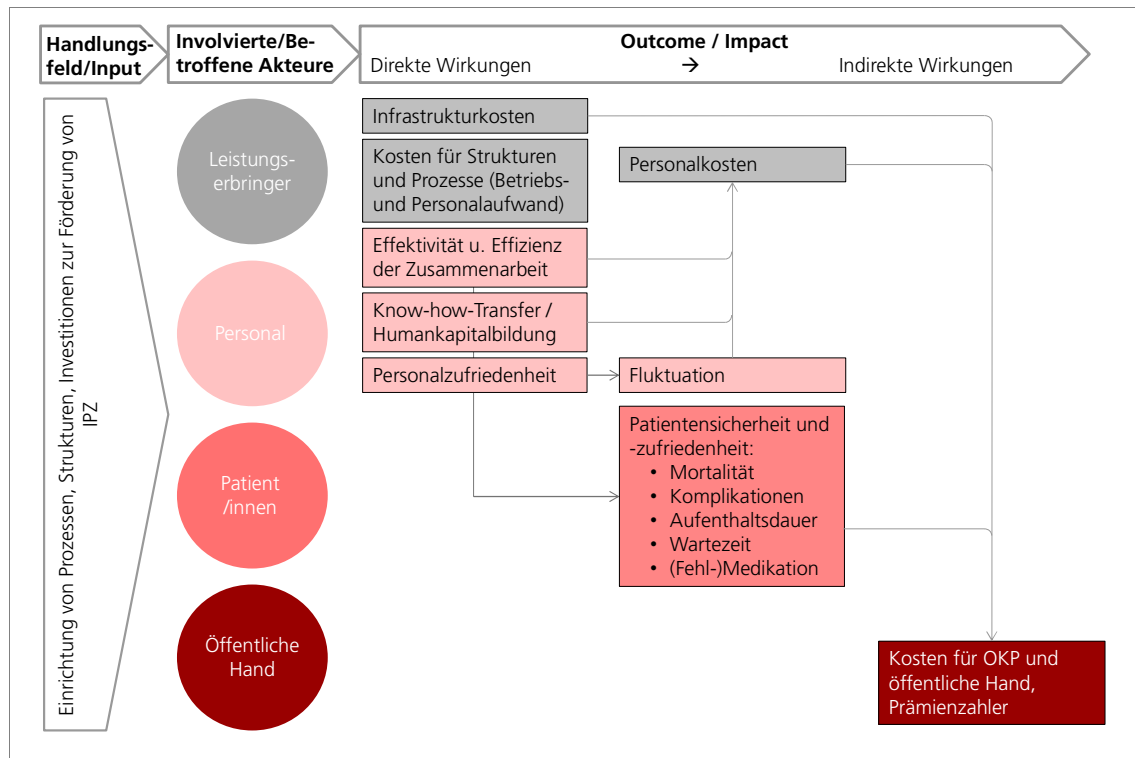 Handlungs-
feld/Input
Involvierte/Be-
troffene Akteure
Outcome / Impact
Direkte Wirkungen
→
Indirekte Wirkungen
Einrichtung von Prozessen, Strukturen, Investitionen zur Förderung von
IPZ
Leistungs-
erbringer
Personal
Patient
/innen
Öffentliche
Hand
Infrastrukturkosten
Kosten für Strukturen
und Prozesse (Betriebs-
und Personalaufwand)
Personalkosten
Effektivität u. Effizienz
der Zusammenarbeit
Know-how-Transfer /
Humankapitalbildung
Personalzufriedenheit
Fluktuation
Patientensicherheit und
-zufriedenheit:
• Mortalität
• Komplikationen
• Aufenthaltsdauer
• Wartezeit
• (Fehl-)Medikation
Kosten für OKP und
öffentliche Hand,
Prämienzahler